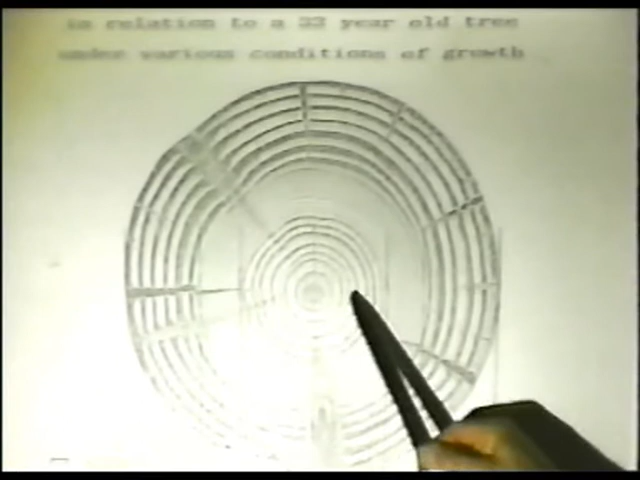 in relation to a 33 year old tree
under various conditions of growth